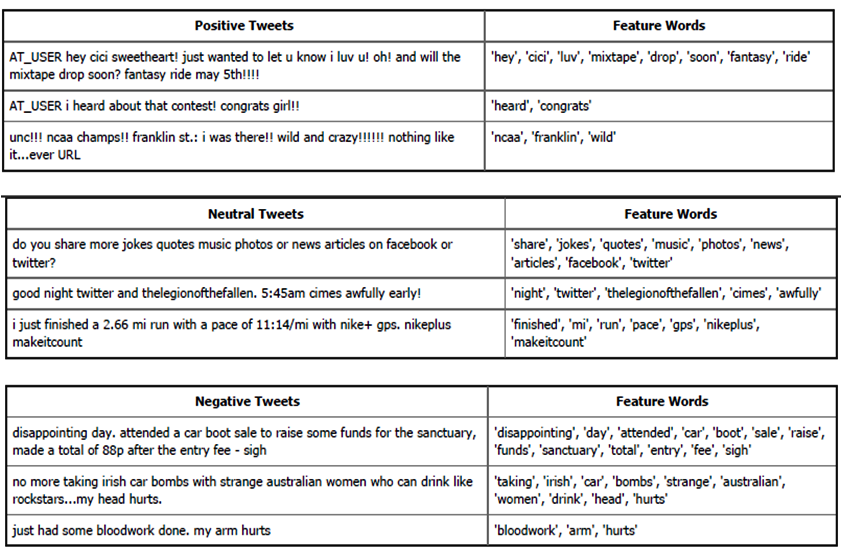 Positive Tweets Feature Words
AT_USER hey cici sweetheart! just wanted to let u know i luv u! oh! and will the
mixtape drop soon? fantasy ride may 5th!!!!
'hey', 'cici', 'luv', 'mixtape', 'drop', 'soon', 'fantasy', 'ride'
AT_USER i heard about that contest! congrats girl!!
'heard', 'congrats'
unc!!! ncaa champs!! franklin st.: i was there!! wild and crazy!!!!!! nothing like
it...ever URL
'ncaa', 'franklin', 'wild'
Neutral Tweets Feature Words
do you share more jokes quotes music photos or news articles on facebook or
twitter?
'share', 'jokes', 'quotes', 'music', 'photos', 'news',
'articles', 'facebook', 'twitter'
good night twitter and thelegionofthefallen. 5:45am cimes awfully early!
'night', 'twitter', 'thelegionofthefallen', 'cimes', 'awfully'
i just finished a 2.66 mi run with a pace of 11:14/mi with nike+ gps. nikeplus
makeitcount
'finished', 'mi', 'run', 'pace', 'gps', 'nikeplus',
'makeitcount'
Negative Tweets Feature Words
disappointing day. attended a car boot sale to raise some funds for the sanctuary,
made a total of 88p after the entry fee - sigh
'disappointing', 'day', 'attended', 'car', 'boot', 'sale', 'raise',
'funds', 'sanctuary', 'total', 'entry', 'fee', 'sigh'
no more taking irish car bombs with strange australian women who can drink like
rockstars...my head hurts.
'taking', 'irish', 'car', 'bombs', 'strange', 'australian',
'women', 'drink', 'head', 'hurts'
just had some bloodwork done. my arm hurts
'bloodwork', 'arm', 'hurts'